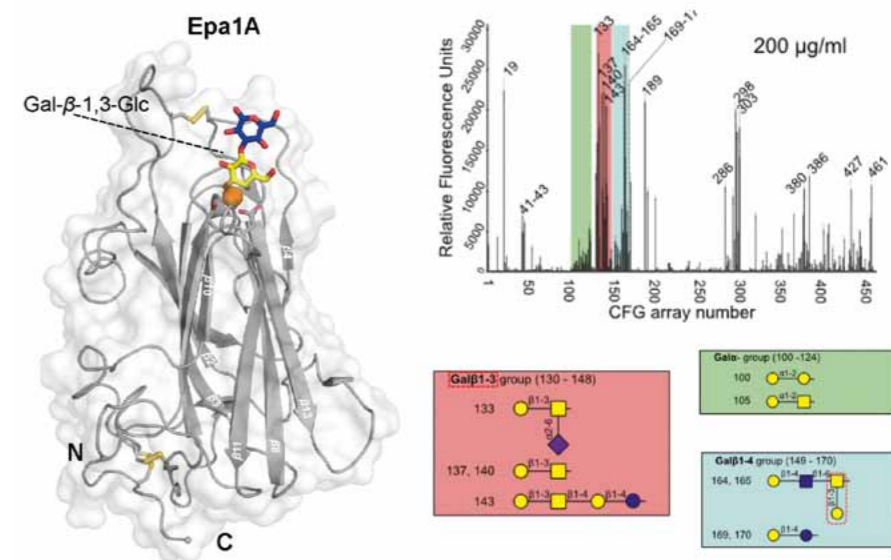 Epa1A
Gal-β-1,3-Glc
N
C
β4
β10
β2
β11
β8
β13
Relative Fluorescence Units
30000
25000
20000
15000
10000
5000
0
200 µg/ml
19
41-43
133
137
140
143
164-165
169-17
189
286
298
303
380
386
427
461
1
50
100
150
200
250
300
350
400
450
CFG array number
Galβ1-3 group (130 - 148)
133
β1-3
α2-6
137, 140
β1-3
143
β1-3
β1-4
β1-4
Galα- group (100 -124)
100
α1-2
105
α1-2
Galβ1-4 group (149 - 170)
164, 165
β1-4
β1-6
β1-3
169, 170
β1-4